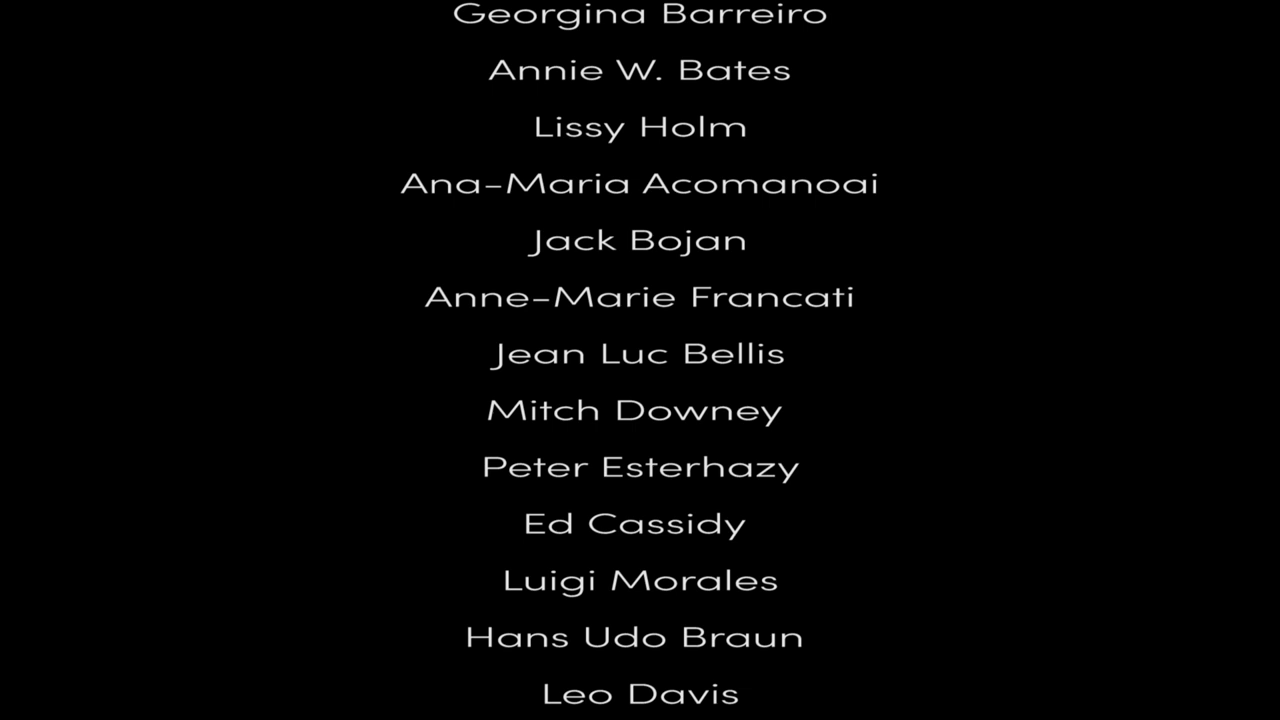 Georgina Barreiro
Annie W. Bates
Lissy Holm
Ana-Maria Acomanoai
Jack Bojan
Anne-Marie Francati
Jean Luc Bellis
Mitch Downey
Peter Esterhazy
Ed Cassidy
Luigi Morales
Hans Udo Braun
Leo Davis